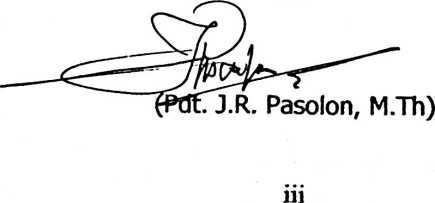 (Pdt. J.R. Pasolon, M.Th)
iii